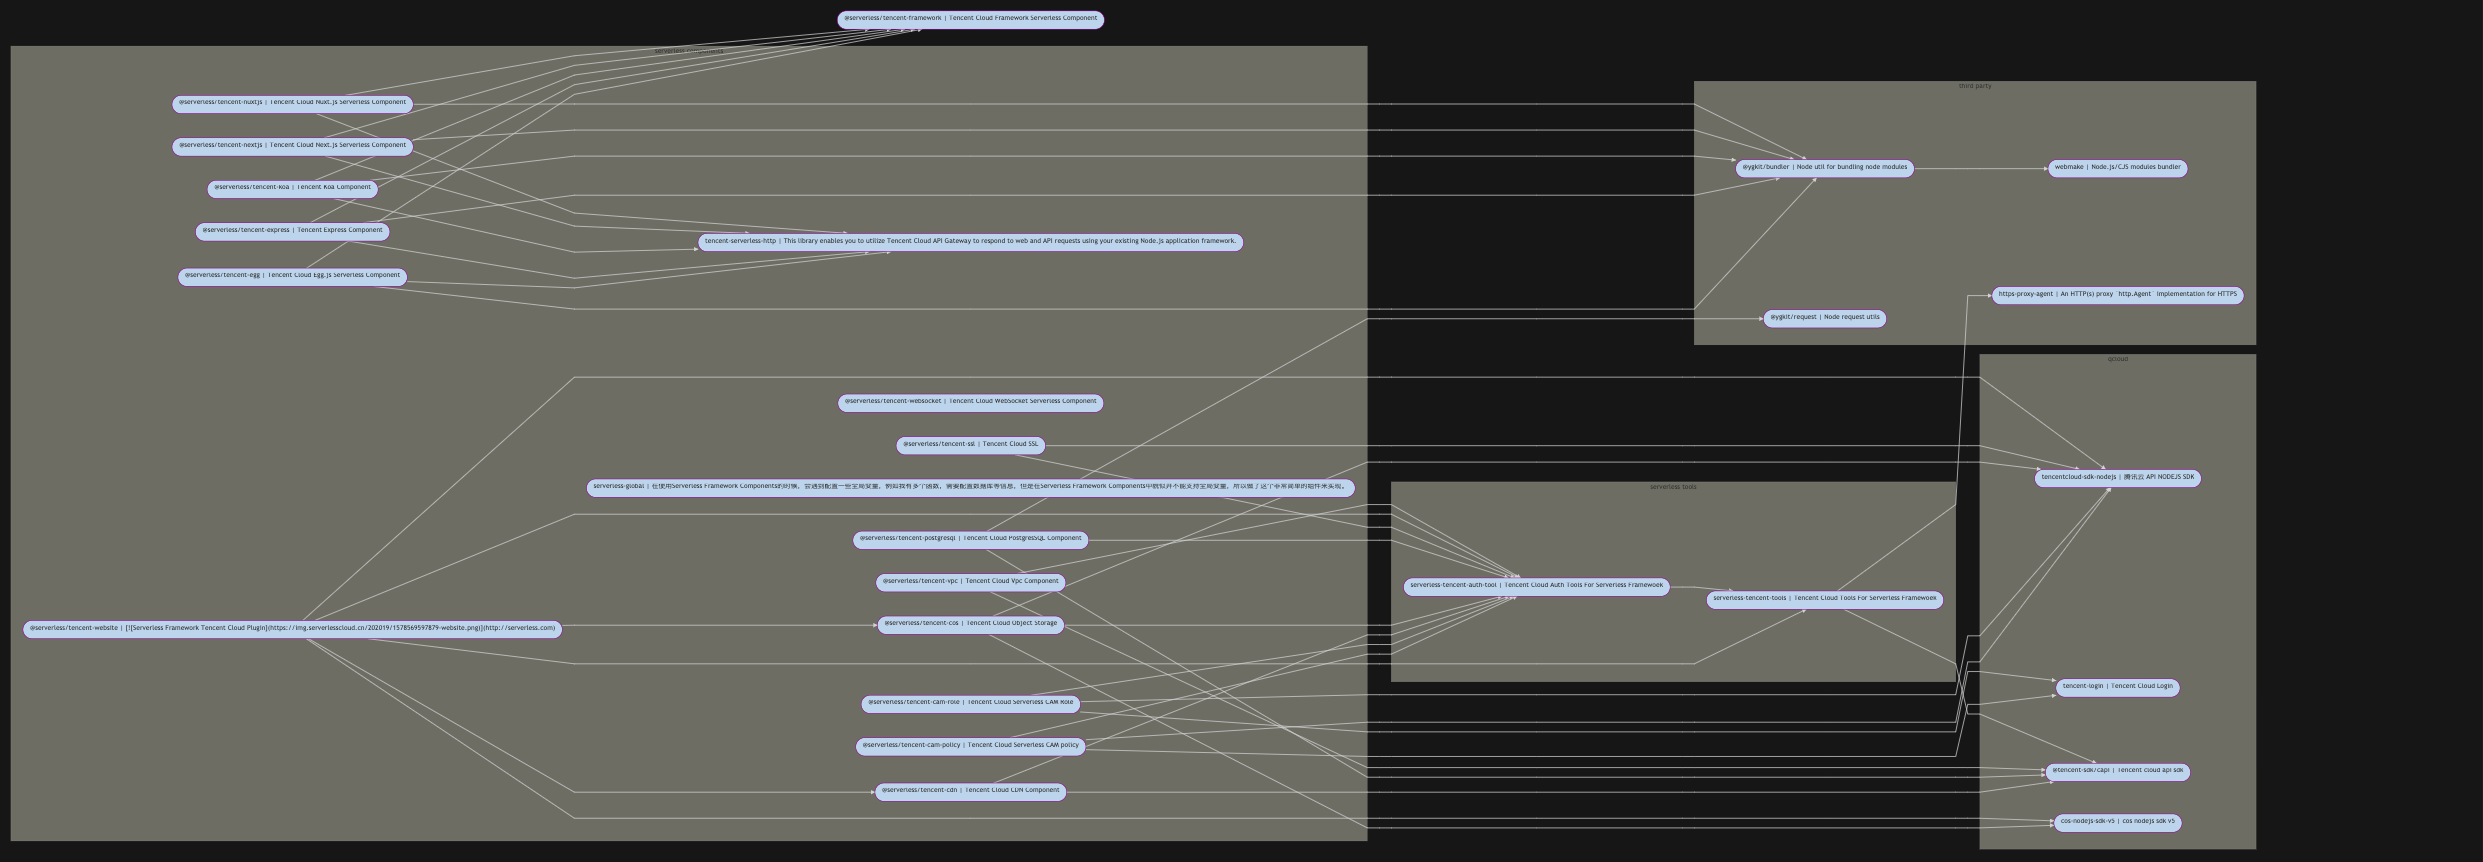 @serverless/tencent-framework | Tencent Cloud Framework Serverless Component
serverless components
@serverless/tencent-nuxtjs | Tencent Cloud Nuxt.js Serverless Component
@serverless/tencent-nextjs | Tencent Cloud Next.js Serverless Component
@serverless/tencent-koa | Tencent Koa Component
@serverless/tencent-express | Tencent Express Component
@serverless/tencent-egg | Tencent Cloud Egg.js Serverless Component
tencent-serverless-http | This library enables you to utilize Tencent Cloud API Gateway to respond to web and API requests using your existing Node.js application framework.
@serverless/tencent-websocket | Tencent Cloud WebSocket Serverless Component
@serverless/tencent-ssl | Tencent Cloud SSL
serverless-global | 在使用Serverless Framework Components的时候，会遇到配置一些全局变量，例如我有多个函数，需要配置数据库等信息，但是在Serverless Framework Components中貌似并不能支持全局变量，所以做了这个非常简单的组件来实现。
@serverless/tencent-postgresql | Tencent Cloud PostgreSQL Component
@serverless/tencent-vpc | Tencent Cloud Vpc Component
@serverless/tencent-website | [![Serverless Framework Tencent Cloud Plugin](https://img.serverlesscloud.cn/202019/1578569597879-website.png)](http://serverless.com)
@serverless/tencent-cos | Tencent Cloud Object Storage
@serverless/tencent-cam-role | Tencent Cloud Serverless CAM Role
@serverless/tencent-cam-policy | Tencent Cloud Serverless CAM policy
@serverless/tencent-cdn | Tencent Cloud CDN Component
serverless tools
serverless-tencent-auth-tool | Tencent Cloud Auth Tools For Serverless Framewoek
serverless-tencent-tools | Tencent Cloud Tools For Serverless Framewoek
third party
@ygkit/bundler | Node util for bundling node modules
webmake | Node.js/CJS modules bundler
https-proxy-agent | An HTTP(s) proxy `http.Agent` implementation for HTTPS
@ygkit/request | Node request utils
qcloud
tencentcloud-sdk-nodejs | 腾讯云 API NODEJS SDK
tencent-login | Tencent Cloud Login
@tencent-sdk/capi | Tencent cloud api sdk
cos-nodejs-sdk-v5 | cos nodejs sdk v5